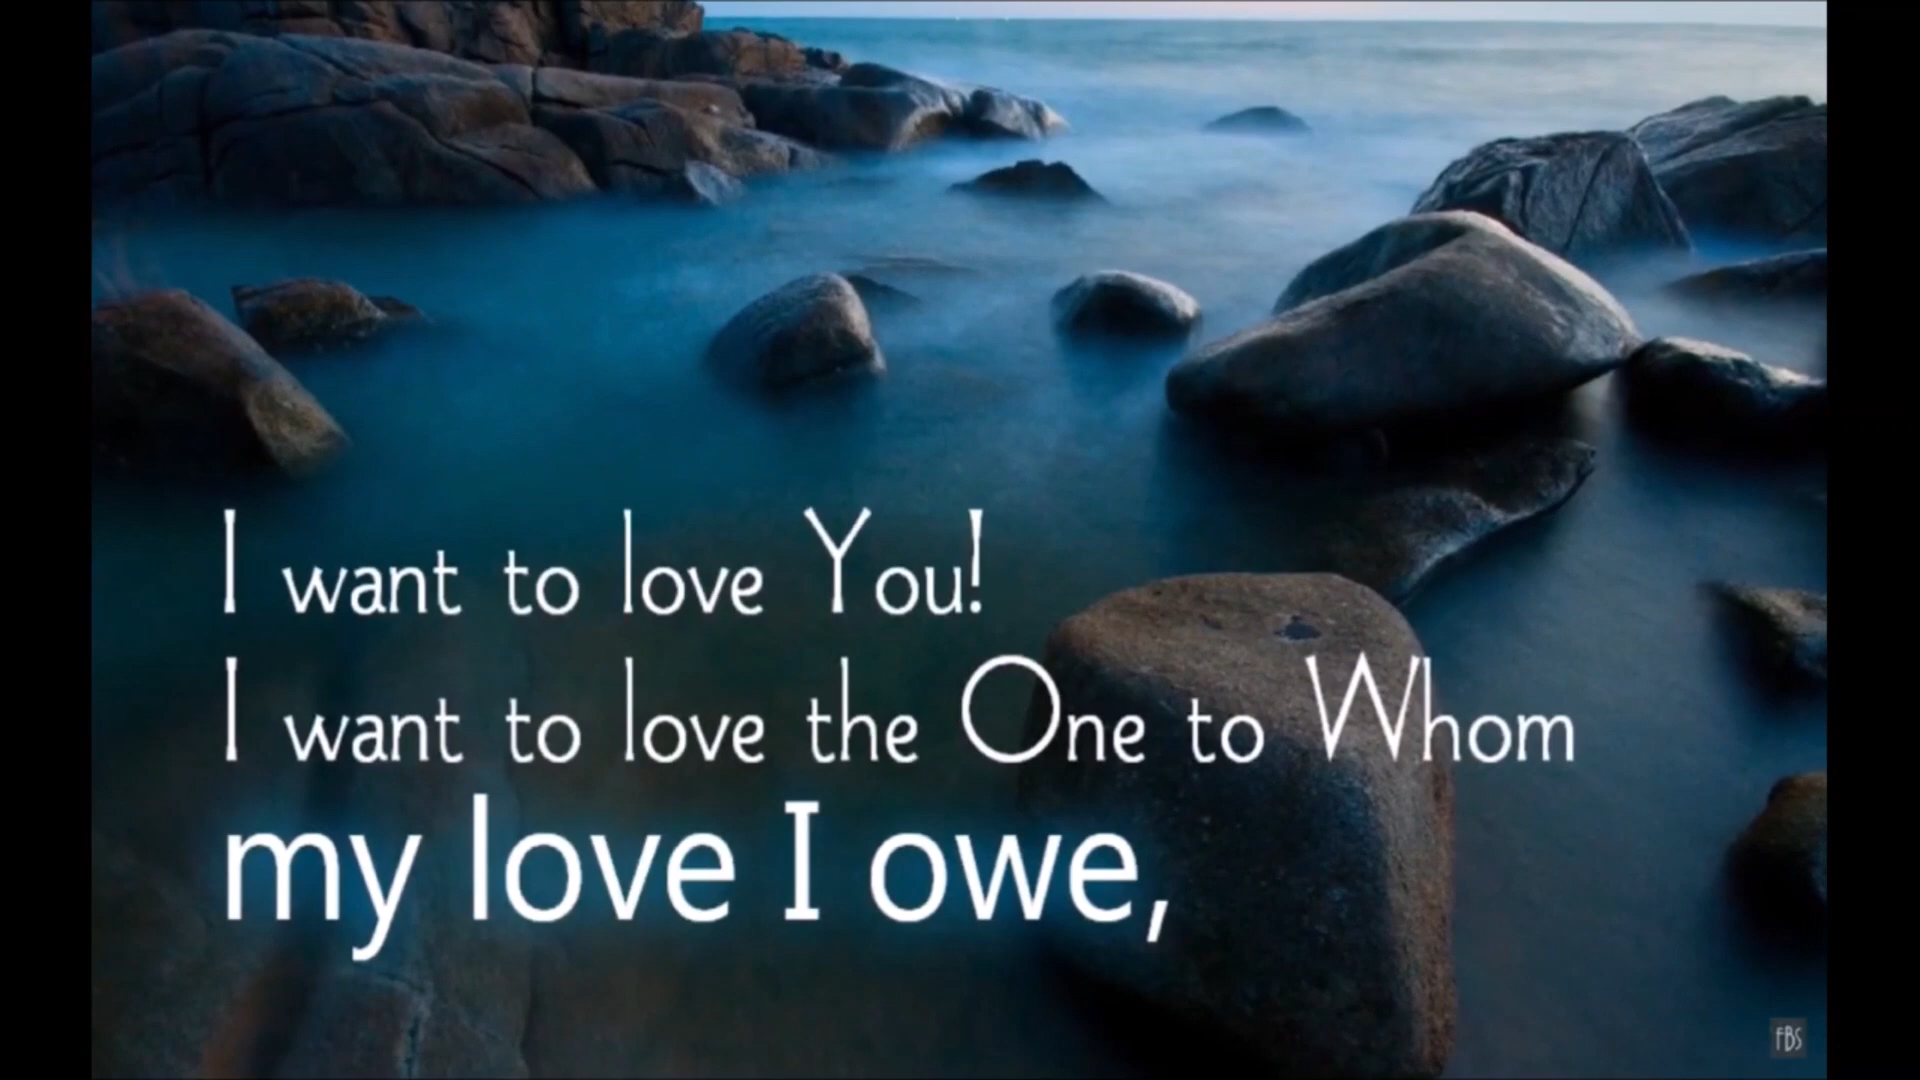 I want to love You!
I want to love the One to Whom
my love I owe,
FBS